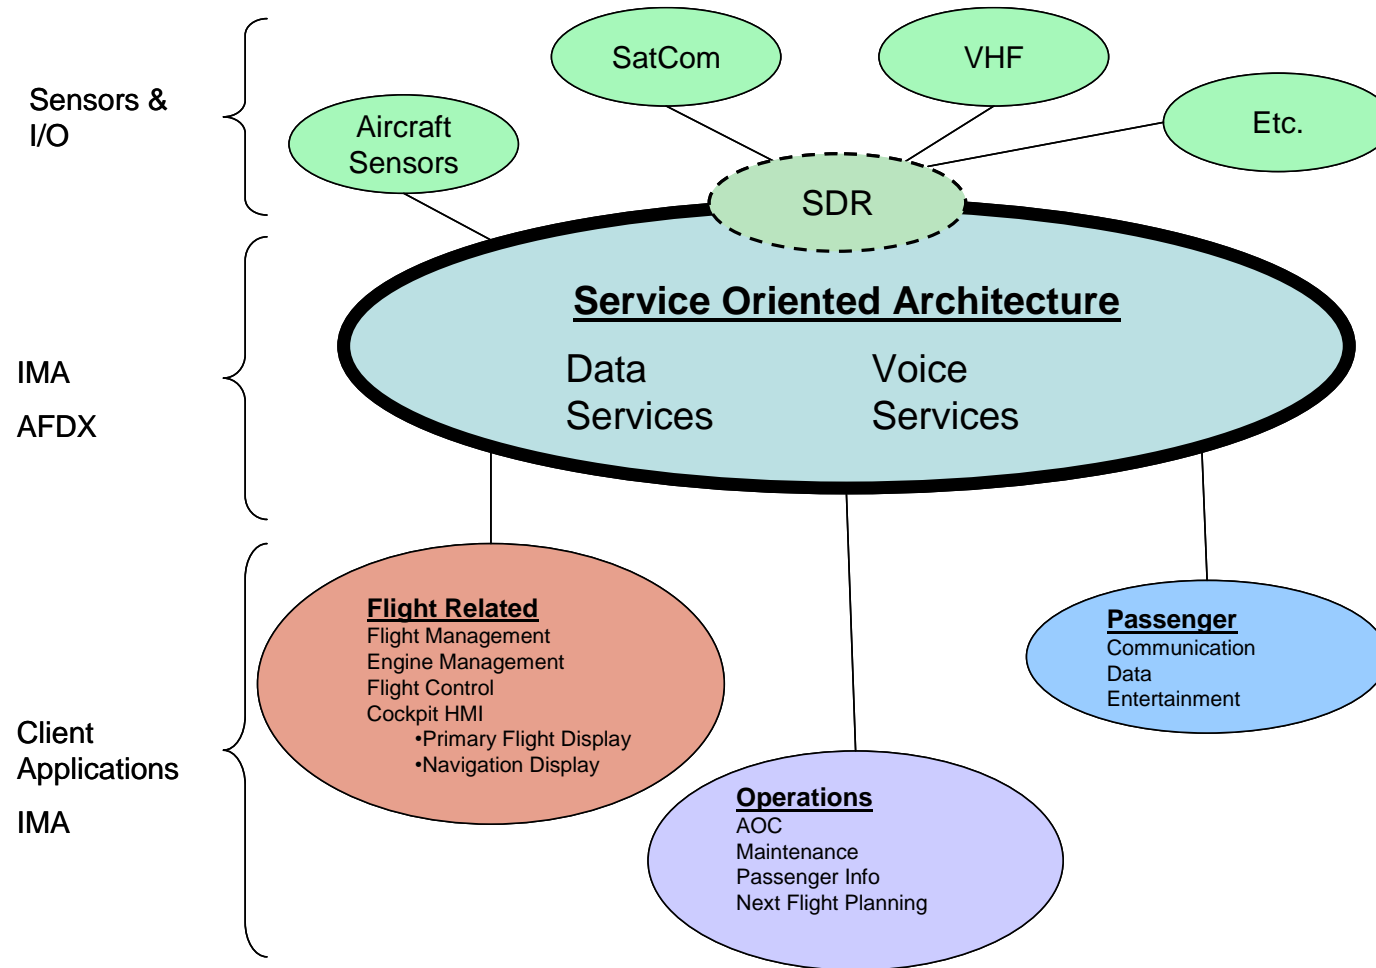 Sensors &
I/O
SatCom
VHF
Etc.
Aircraft
Sensors
SDR
Service Oriented Architecture
Data
Services
Voice
Services
IMA
AFDX
Flight Related
Flight Management
Engine Management
Flight Control
Cockpit HMI
•Primary Flight Display
•Navigation Display
Passenger
Communication
Data
Entertainment
Client
Applications
IMA
Operations
AOC
Maintenance
Passenger Info
Next Flight Planning